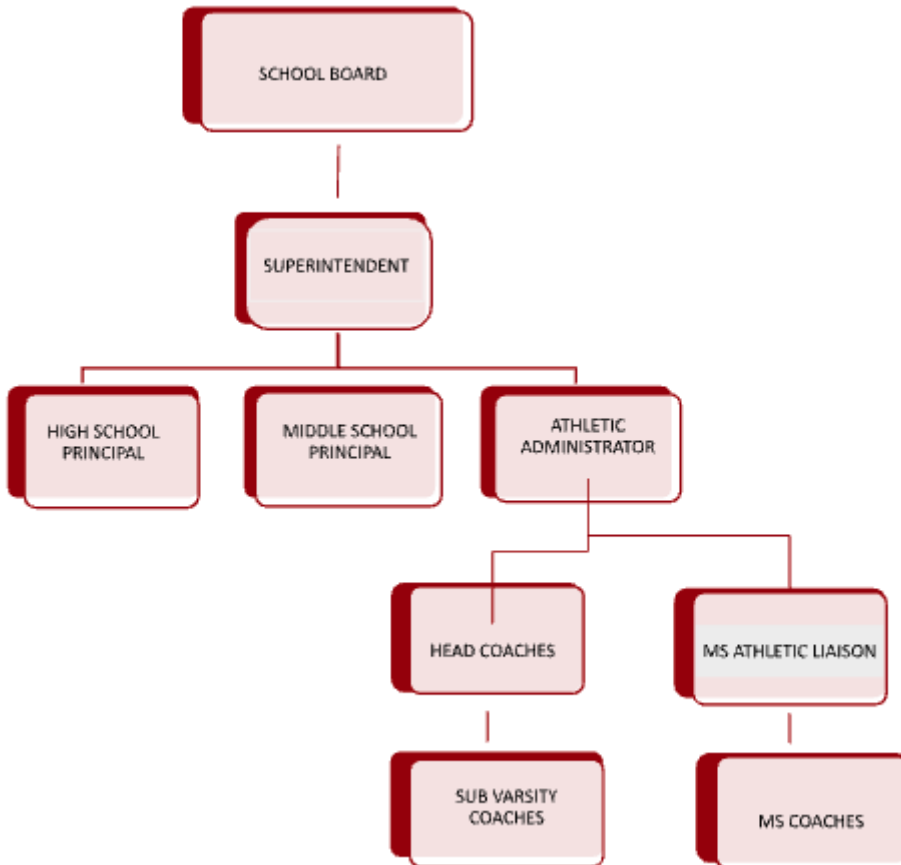 SCHOOL BOARD
SUPERINTENDENT
HIGH SCHOOL
PRINCIPAL
MIDDLE SCHOOL
PRINCIPAL
ATHLETIC
ADMINISTRATOR
HEAD COACHES
MS ATHLETIC LIAISON
SUB VARSITY
COACHES
MS COACHES